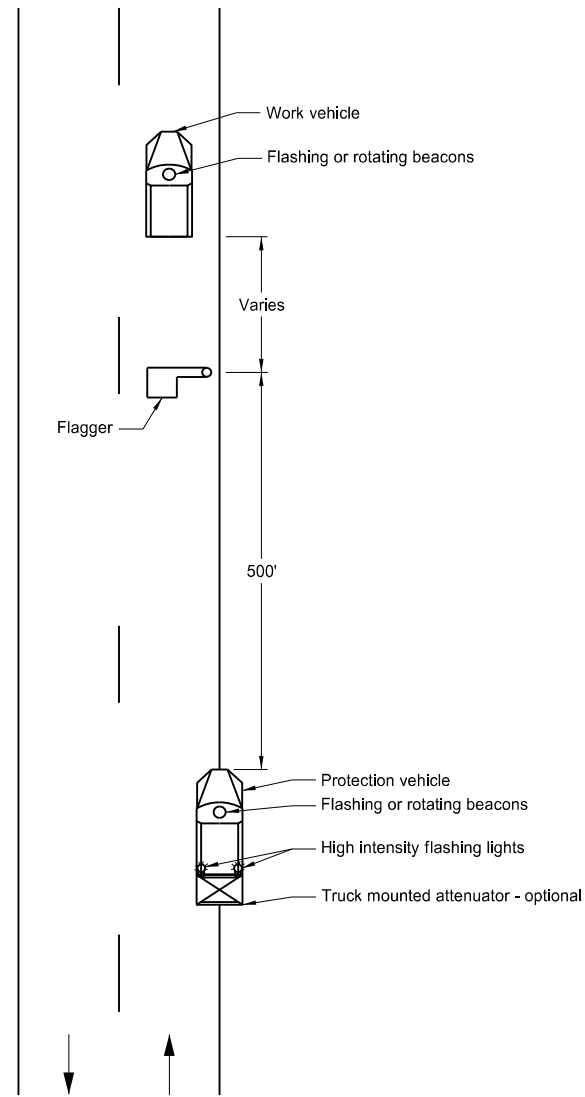 Work vehicle
Flashing or rotating beacons
Varies
Flagger
500'
Protection vehicle
Flashing or rotating beacons
High intensity flashing lights
Truck mounted attenuator - optional